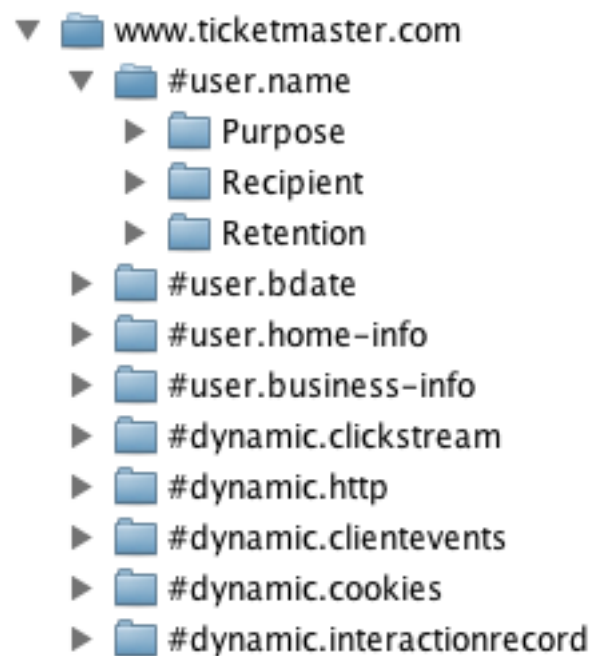 www.ticketmaster.com
#user.name
Purpose
Recipient
Retention
#user.bdate
#user.home-info
#user.business-info
#dynamic.clickstream
#dynamic.http
#dynamic.clientevents
#dynamic.cookies
#dynamic.interactionrecord